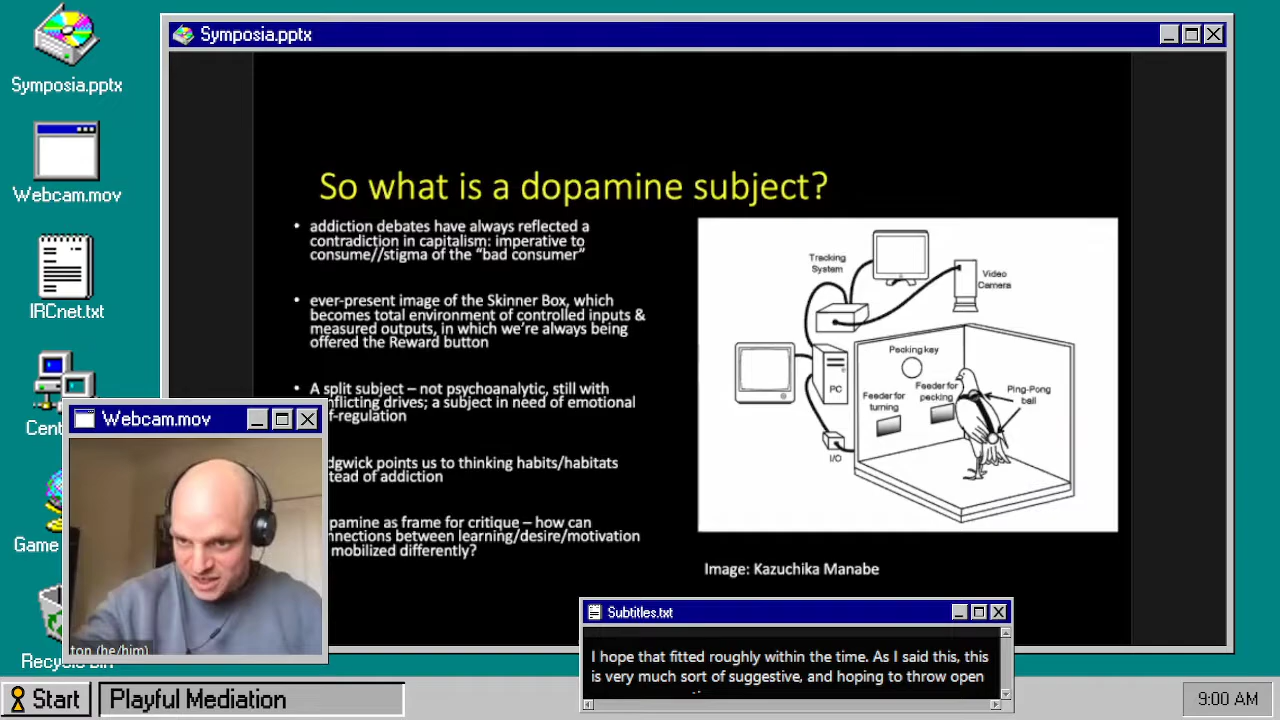 Symposia.pptx
Webcam.mov
IRCnet.txt
Cent
Game
Recycle Bin
Symposia.pptx
So what is a dopamine subject?
• addiction debates have always reflected a
contradiction in capitalism: imperative to
consume//stigma of the “bad consumer”
• ever-present image of the Skinner Box, which
becomes total environment of controlled inputs &
measured outputs, in which we’re always being
offered the Reward button
• A split subject – not psychoanalytic, still with
nflicting drives; a subject in need of emotional
f-regulation
dgwick points us to thinking habits/habitats
tead of addiction
pamine as frame for critique – how can
nnections between learning/desire/motivation
mobilized differently?
Tracking
System
Video
Camera
Pecking key
PC
Feeder for
turning
Feeder for
pecking
Ping-Pong
ball
I/O
Image: Kazuchika Manabe
Webcam.mov
(he/him)
Subtitles.txt
I hope that fitted roughly within the time. As I said this, this
is very much sort of suggestive, and hoping to throw open
Start
Playful Mediation
9:00 AM